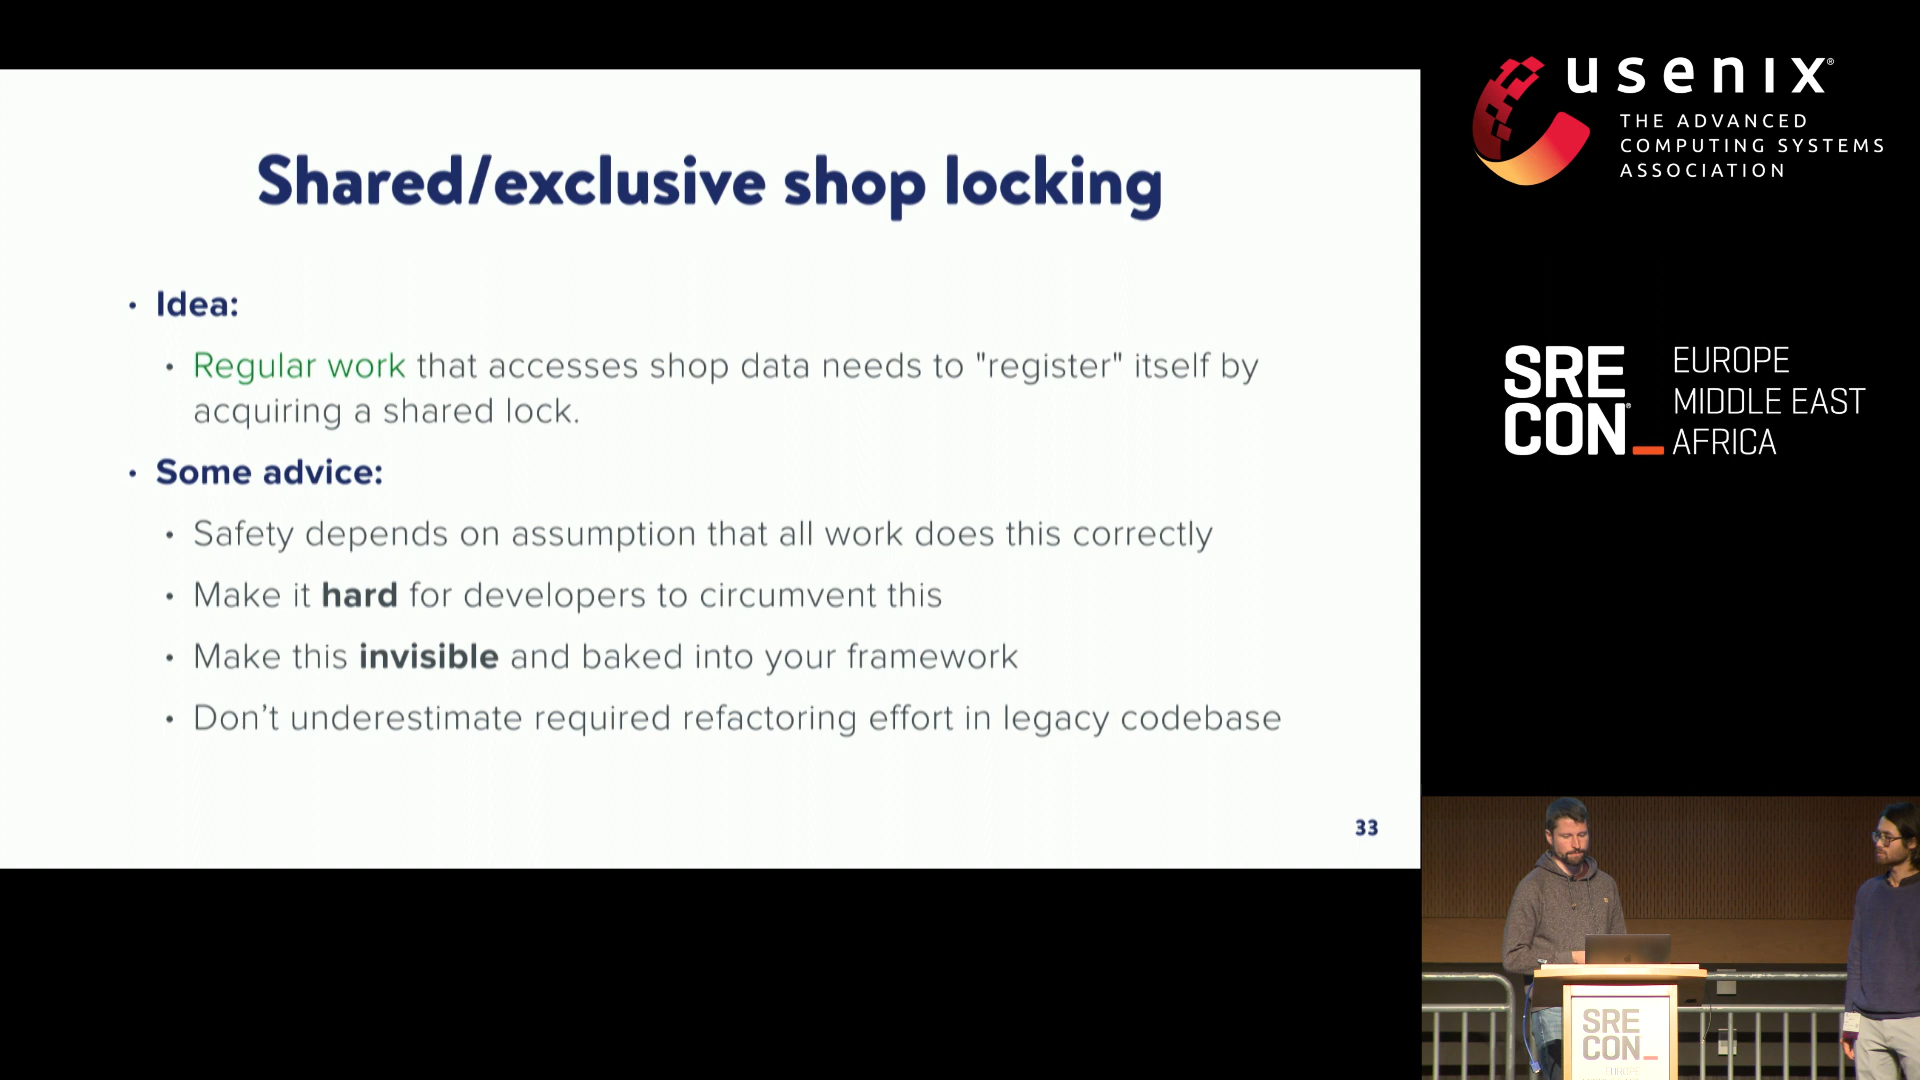 Shared/exclusive shop locking
• Idea:
• Regular work that accesses shop data needs to "register" itself by
acquiring a shared lock.
• Some advice:
• Safety depends on assumption that all work does this correctly
• Make it hard for developers to circumvent this
• Make this invisible and baked into your framework
• Don’t underestimate required refactoring effort in legacy codebase
33
usenix®
THE ADVANCED
COMPUTING SYSTEMS
ASSOCIATION
SRE
CON_
EUROPE
MIDDLE EAST
AFRICA
SRE
CON_
EUROPE